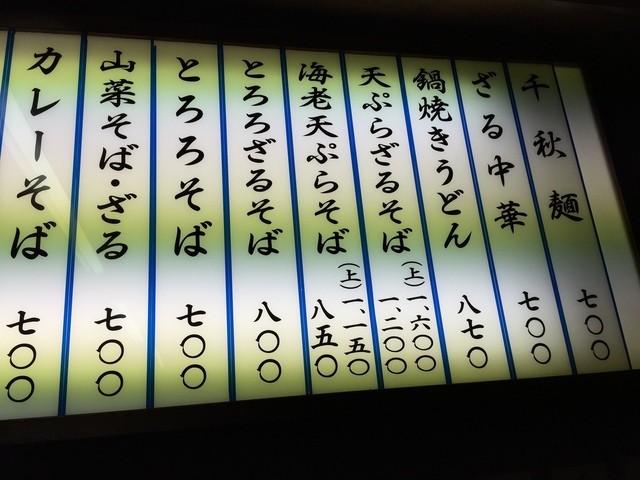 千秋麺 七〇〇
ざる中華 七〇〇
鍋焼きうどん 八七〇
天ぷらざるそば (上)一、六〇〇
一、二〇〇
海老天ぷらそば (上)一、一五〇
八五〇
とろろざるそば 八〇〇
とろろそば 七〇〇
山菜そば・ざる 七〇〇
カレーそば 七〇〇